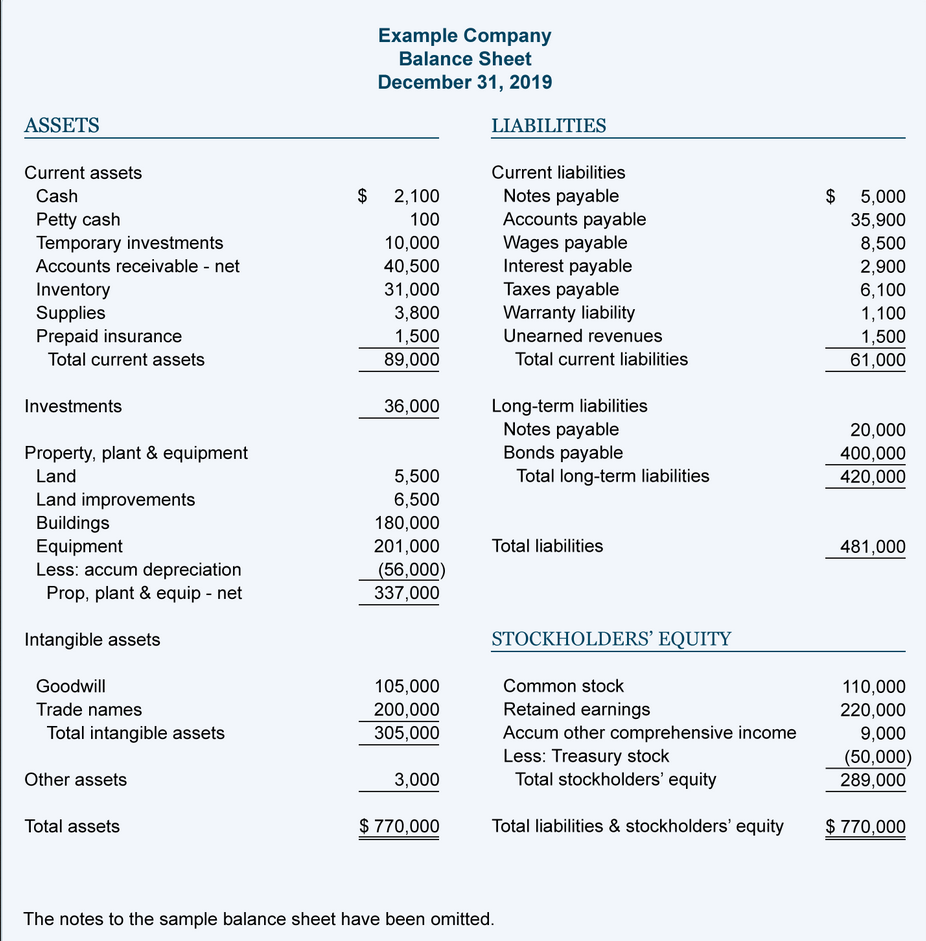 Example Company
Balance Sheet
December 31, 2019
ASSETS
Current assets
Cash $ 2,100
Petty cash 100
Temporary investments 10,000
Accounts receivable - net 40,500
Inventory 31,000
Supplies 3,800
Prepaid insurance 1,500
Total current assets 89,000
Investments 36,000
Property, plant & equipment
Land 5,500
Land improvements 6,500
Buildings 180,000
Equipment 201,000
Less: accum depreciation (56,000)
Prop, plant & equip - net 337,000
Intangible assets
Goodwill 105,000
Trade names 200,000
Total intangible assets 305,000
Other assets 3,000
Total assets $ 770,000
LIABILITIES
Current liabilities
Notes payable $ 5,000
Accounts payable 35,900
Wages payable 8,500
Interest payable 2,900
Taxes payable 6,100
Warranty liability 1,100
Unearned revenues 1,500
Total current liabilities 61,000
Long-term liabilities
Notes payable 20,000
Bonds payable 400,000
Total long-term liabilities 420,000
Total liabilities 481,000
STOCKHOLDERS’ EQUITY
Common stock 110,000
Retained earnings 220,000
Accum other comprehensive income 9,000
Less: Treasury stock (50,000)
Total stockholders’ equity 289,000
Total liabilities & stockholders’ equity $ 770,000
The notes to the sample balance sheet have been omitted.